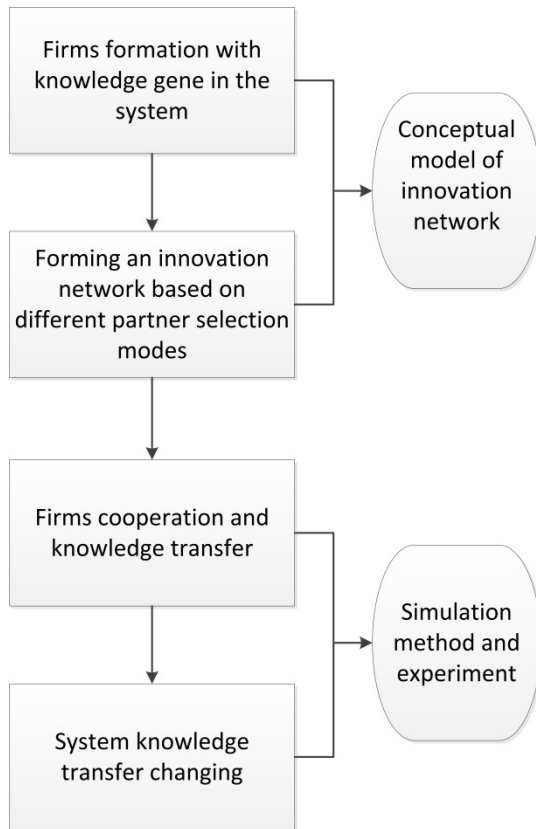 Firms formation with
knowledge gene in the
system
Conceptual
model of
innovation
network
Forming an innovation
network based on
different partner selection
modes
Firms cooperation and
knowledge transfer
Simulation
method and
experiment
System knowledge
transfer changing